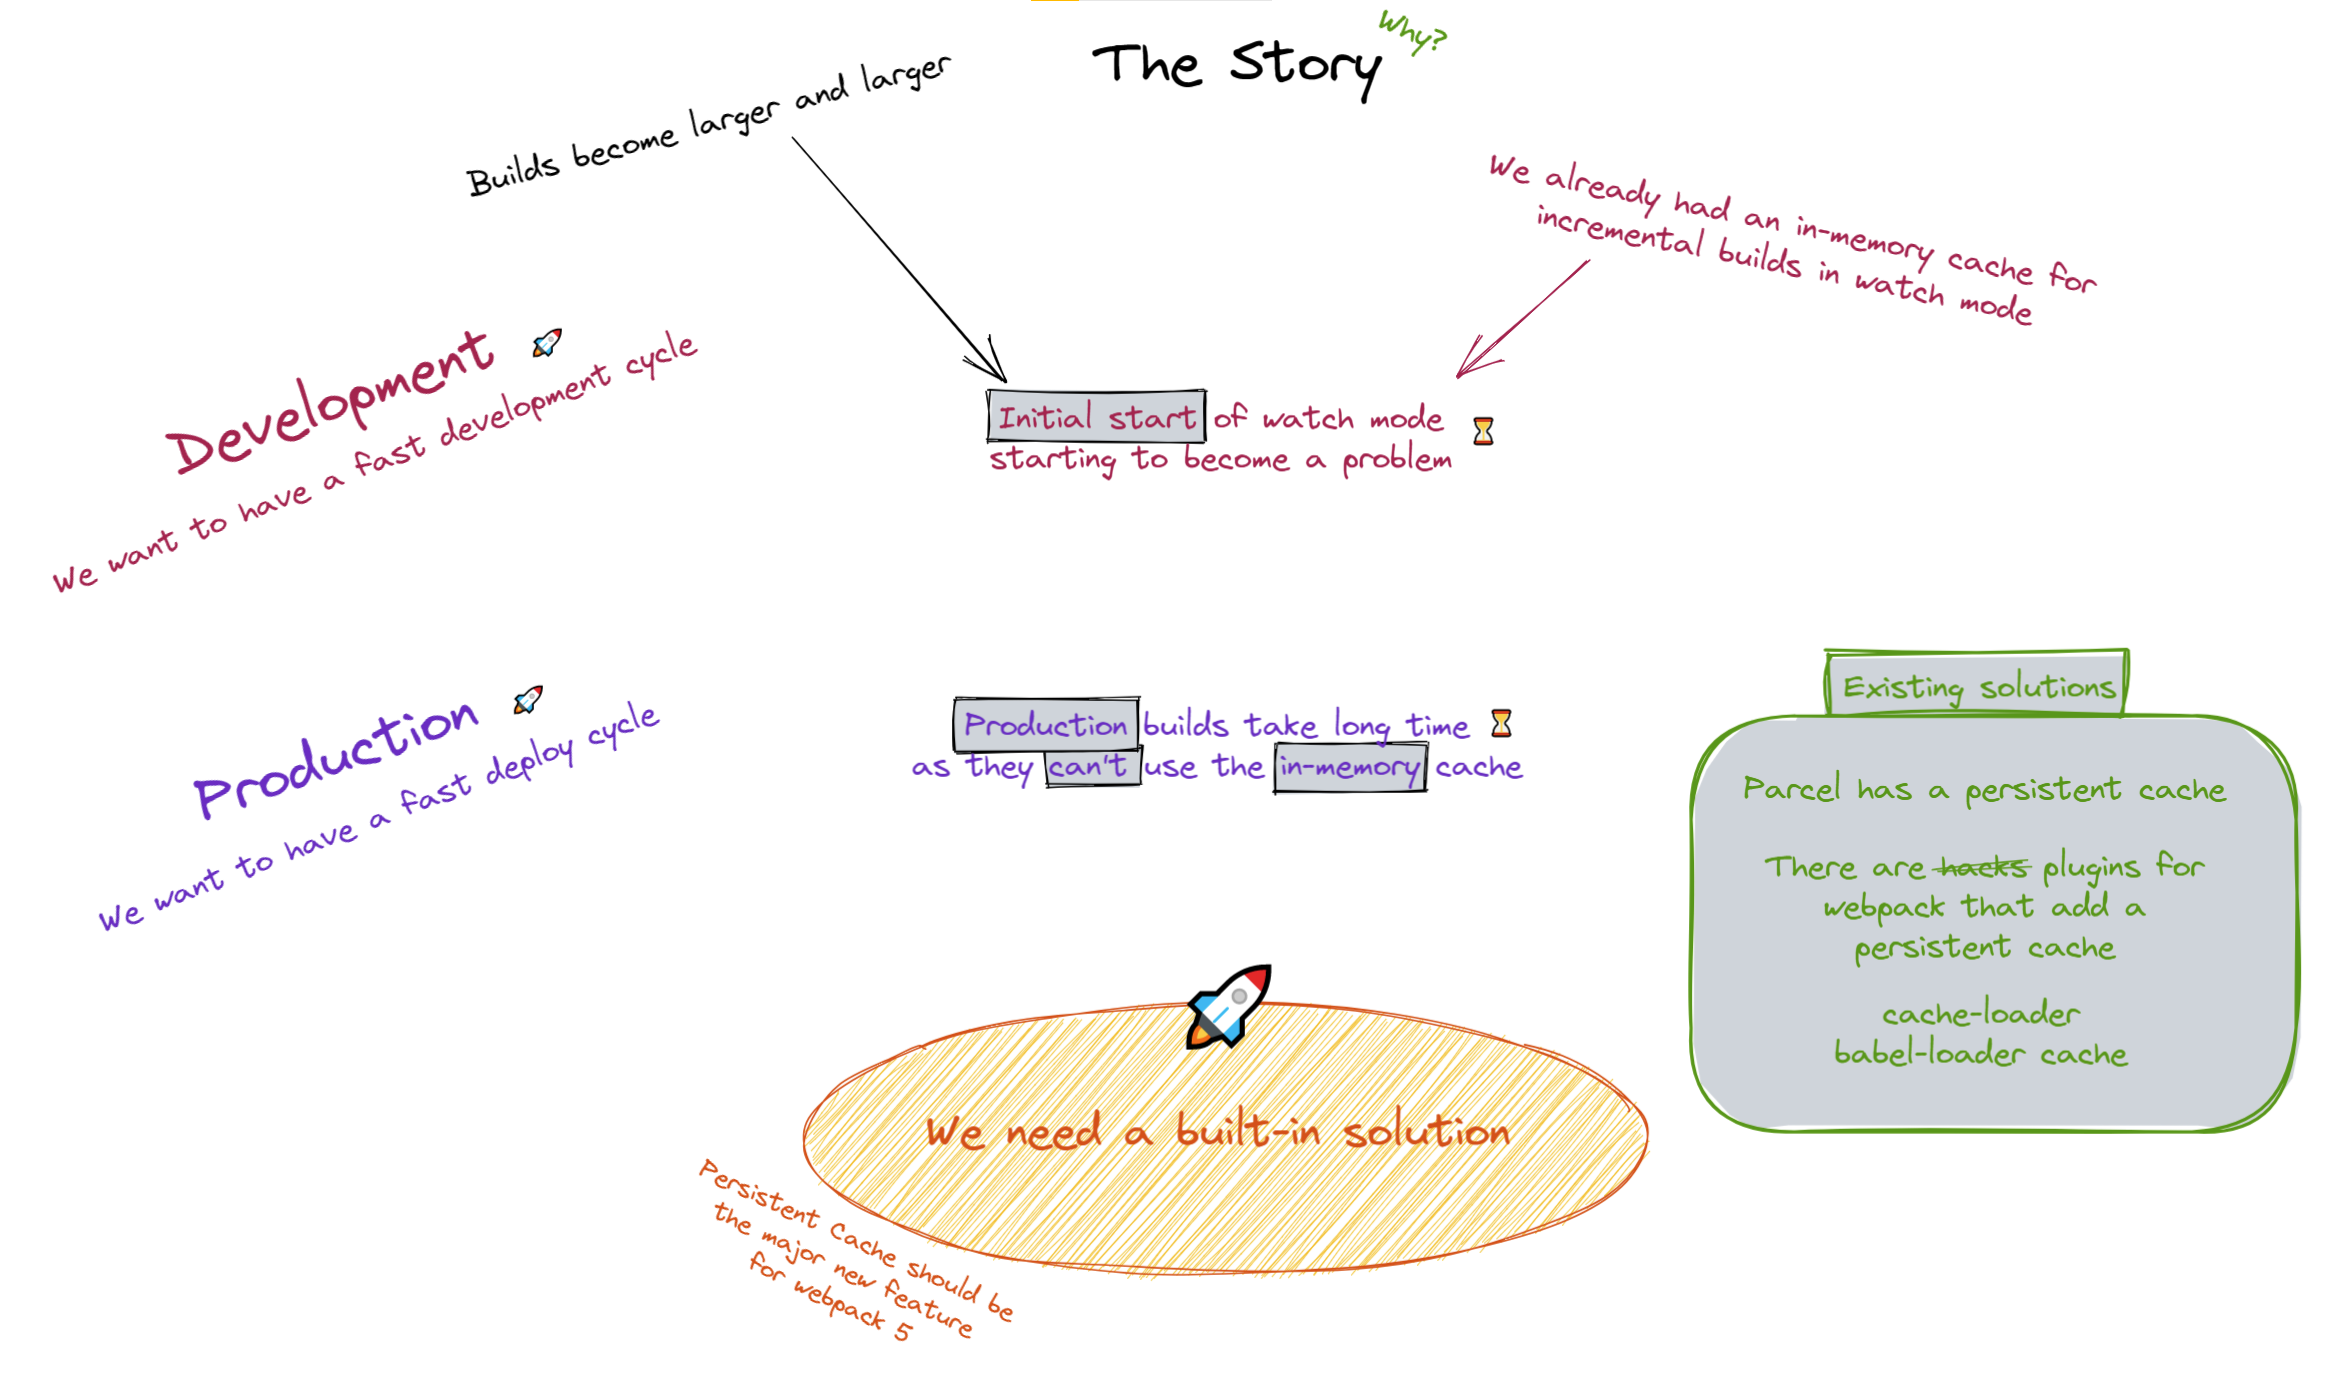 The Story
Why?
Builds become larger and larger
We already had an in-memory cache for
incremental builds in watch mode
Development 🚀
We want to have a fast development cycle
Initial start of watch mode ⏳
starting to become a problem
Production 🚀
We want to have a fast deploy cycle
Production builds take long time ⏳
as they can't use the in-memory cache
Existing solutions
Parcel has a persistent cache
There are hacks plugins for
webpack that add a
persistent cache
cache-loader
babel-loader cache
🚀
We need a built-in solution
Persistent Cache should be
the major new feature
for webpack 5